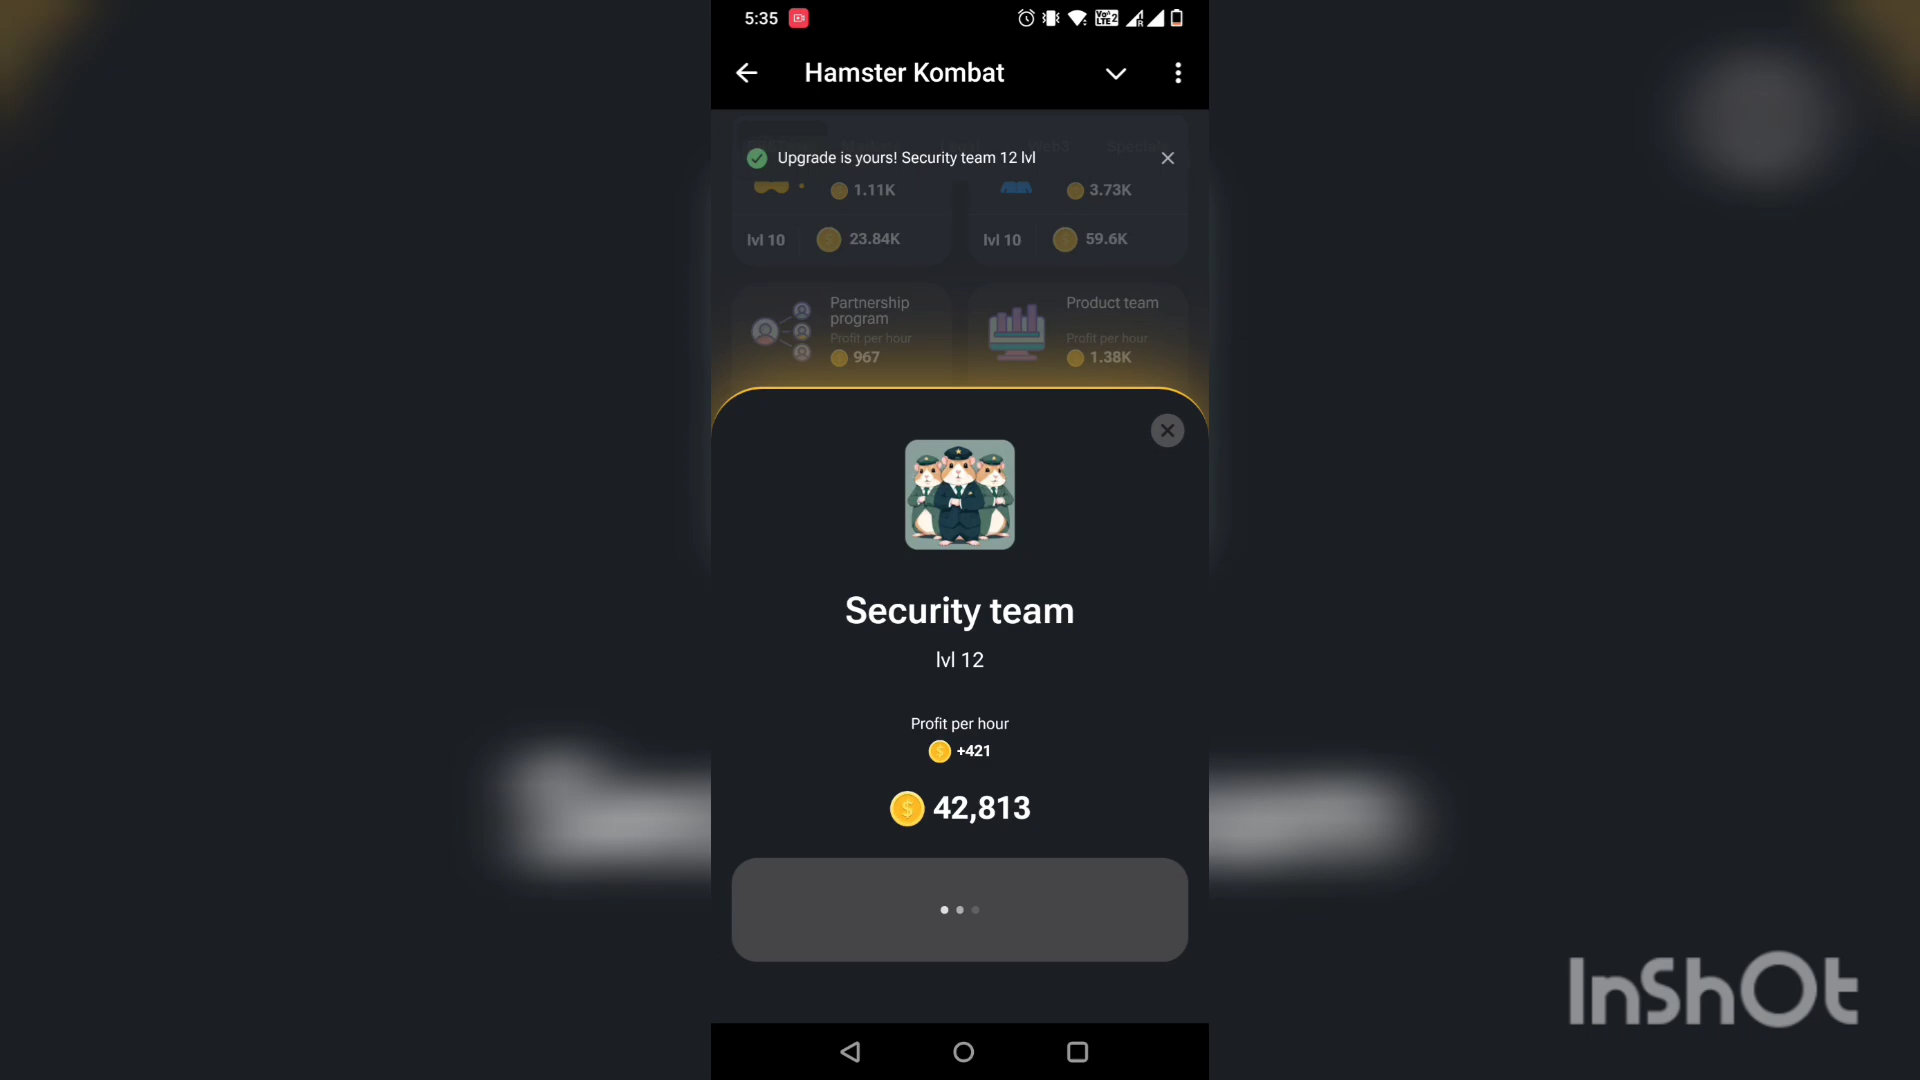 5:35
Hamster Kombat
Upgrade is yours! Security team 12 lvl
1.11K
3.73K
lvl 10
23.84K
lvl 10
59.6K
Partnership
program
Profit per hour
967
Product team
Profit per hour
1.38K
Security team
lvl 12
Profit per hour
+421
42,813
InShOt